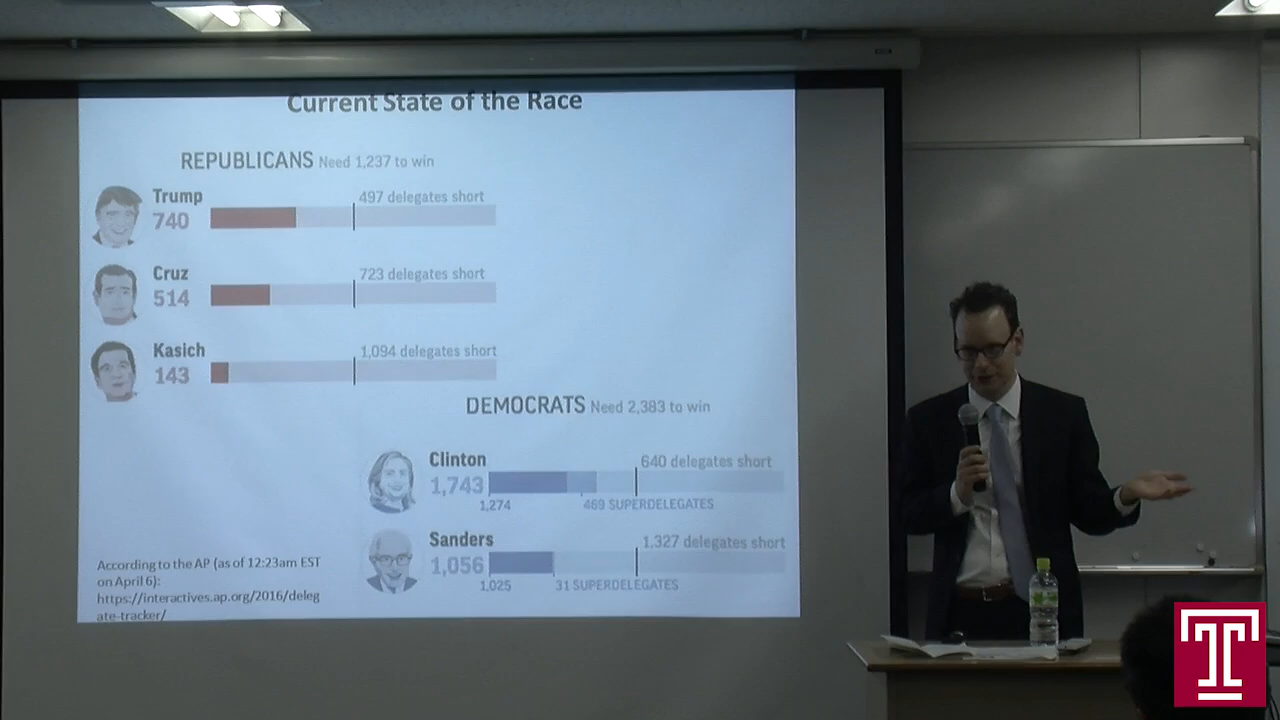 Current State of the Race
REPUBLICANS Need 1,237 to win
Trump
740
497 delegates short
Cruz
514
723 delegates short
Kasich
143
1,094 delegates short
DEMOCRATS Need 2,383 to win
Clinton
1,743
640 delegates short
1,274
469 SUPERDELEGATES
Sanders
1,056
1,327 delegates short
1,025
31 SUPERDELEGATES
According to the AP (as of 12:23am EST
on April 6):
https://interactives.ap.org/2016/deleg
ate-tracker/
T